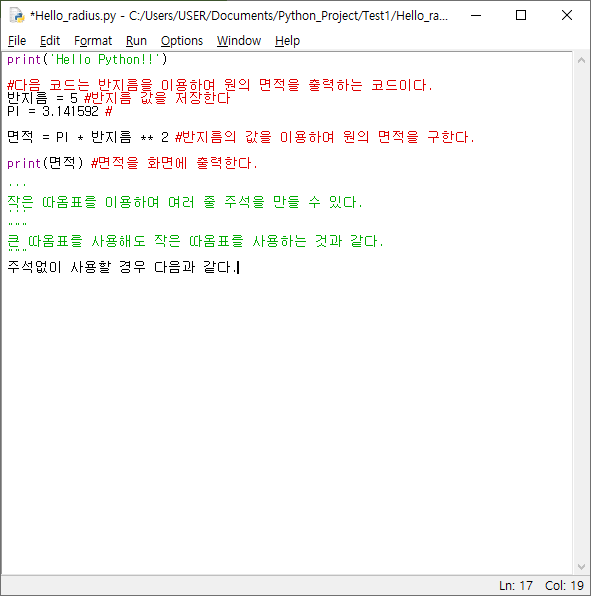 *Hello_radius.py - C:/Users/USER/Documents/Python_Project/Test1/Hello_ra...
File Edit Format Run Options Window Help
print('Hello Python!!')
#다음 코드는 반지름을 이용하여 원의 면적을 출력하는 코드이다.
반지름 = 5 #반지름 값을 저장한다
PI = 3.141592 #
면적 = PI * 반지름 ** 2 #반지름의 값을 이용하여 원의 면적을 구한다.
print(면적) #면적을 화면에 출력한다.
'''
작은 따옴표를 이용하여 여러 줄 주석을 만들 수 있다.
'''
"""
큰 따옴표를 사용해도 작은 따옴표를 사용하는 것과 같다.
"""
주석없이 사용할 경우 다음과 같다.
Ln: 17 Col: 19